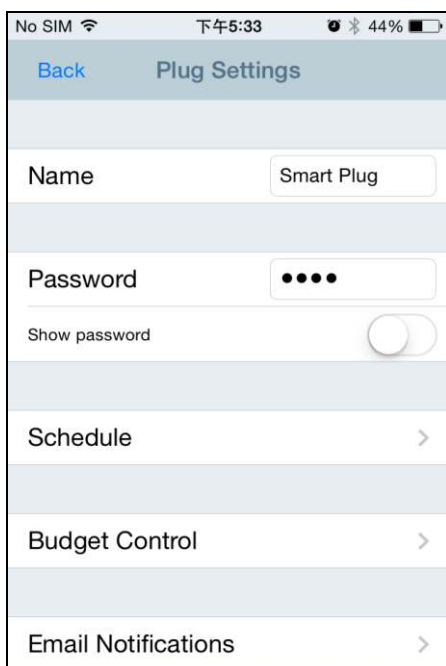 No SIM 下午5:33 44%
Back Plug Settings
Name Smart Plug
Password ••••
Show password
Schedule
Budget Control
Email Notifications